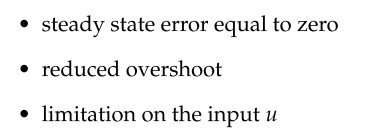 • steady state error equal to zero
• reduced overshoot
• limitation on the input u